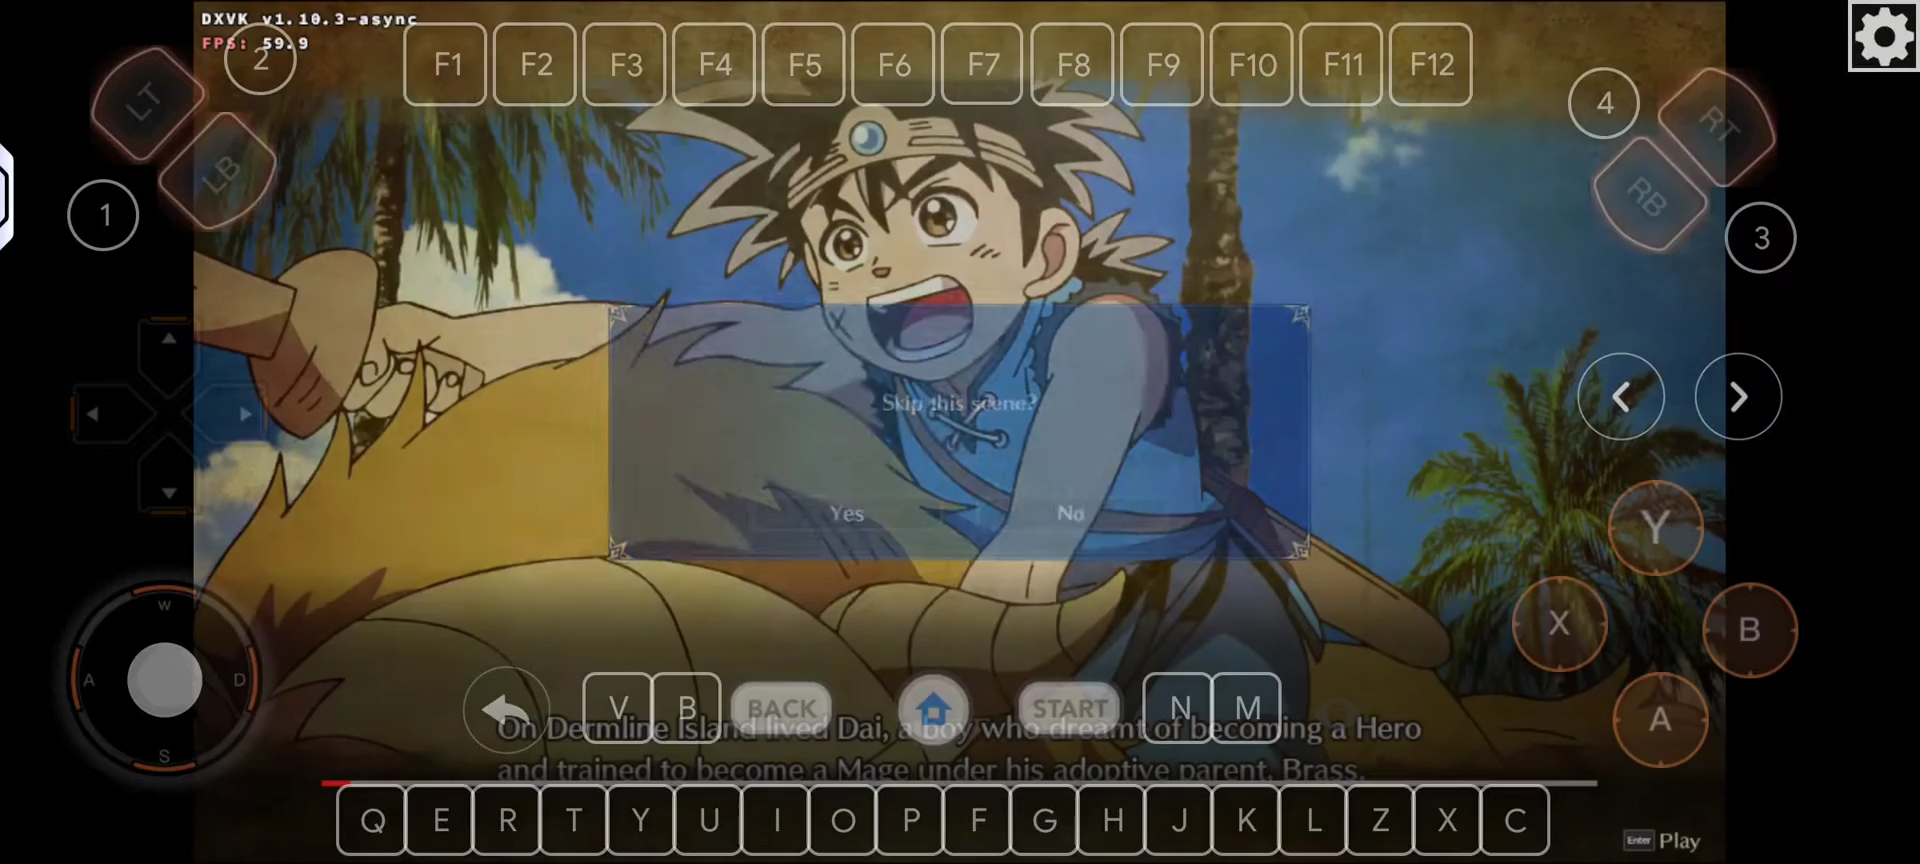 DXVK v1.10.3-async
FPS: 59.9
F1 F2 F3 F4 F5 F6 F7 F8 F9 F10 F11 F12
LT
2
4
RT
LB
RB
1
3
Skip this scene?
Yes No
Y
X
B
W
A D
S
V B BACK START N M
A
On Dermline Island lived Dai, a boy who dreamt of becoming a Hero
and trained to become a Mage under his adoptive parent, Brass.
Q E R T Y U I O P F G H J K L Z X C
Enter Play